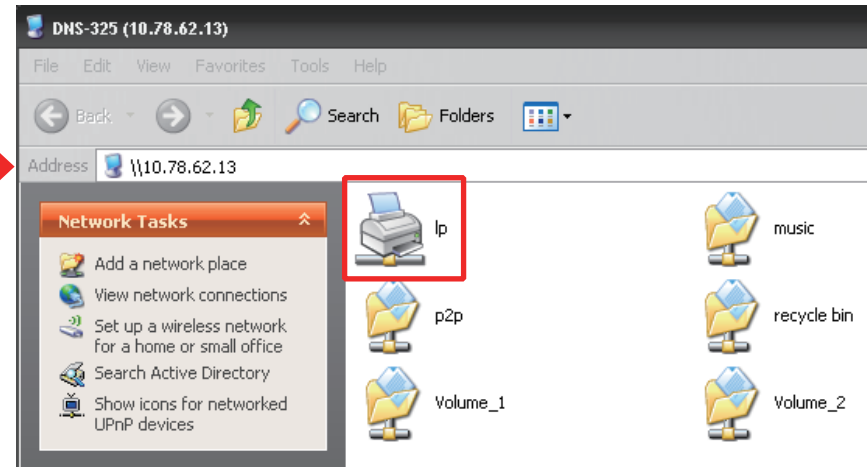 DNS-325 (10.78.62.13)
File Edit View Favorites Tools Help
Back Search Folders
Address \\10.78.62.13
Network Tasks
Add a network place
View network connections
Set up a wireless network
for a home or small office
Search Active Directory
Show icons for networked
UPnP devices
lp
music
p2p
recycle bin
Volume_1
Volume_2